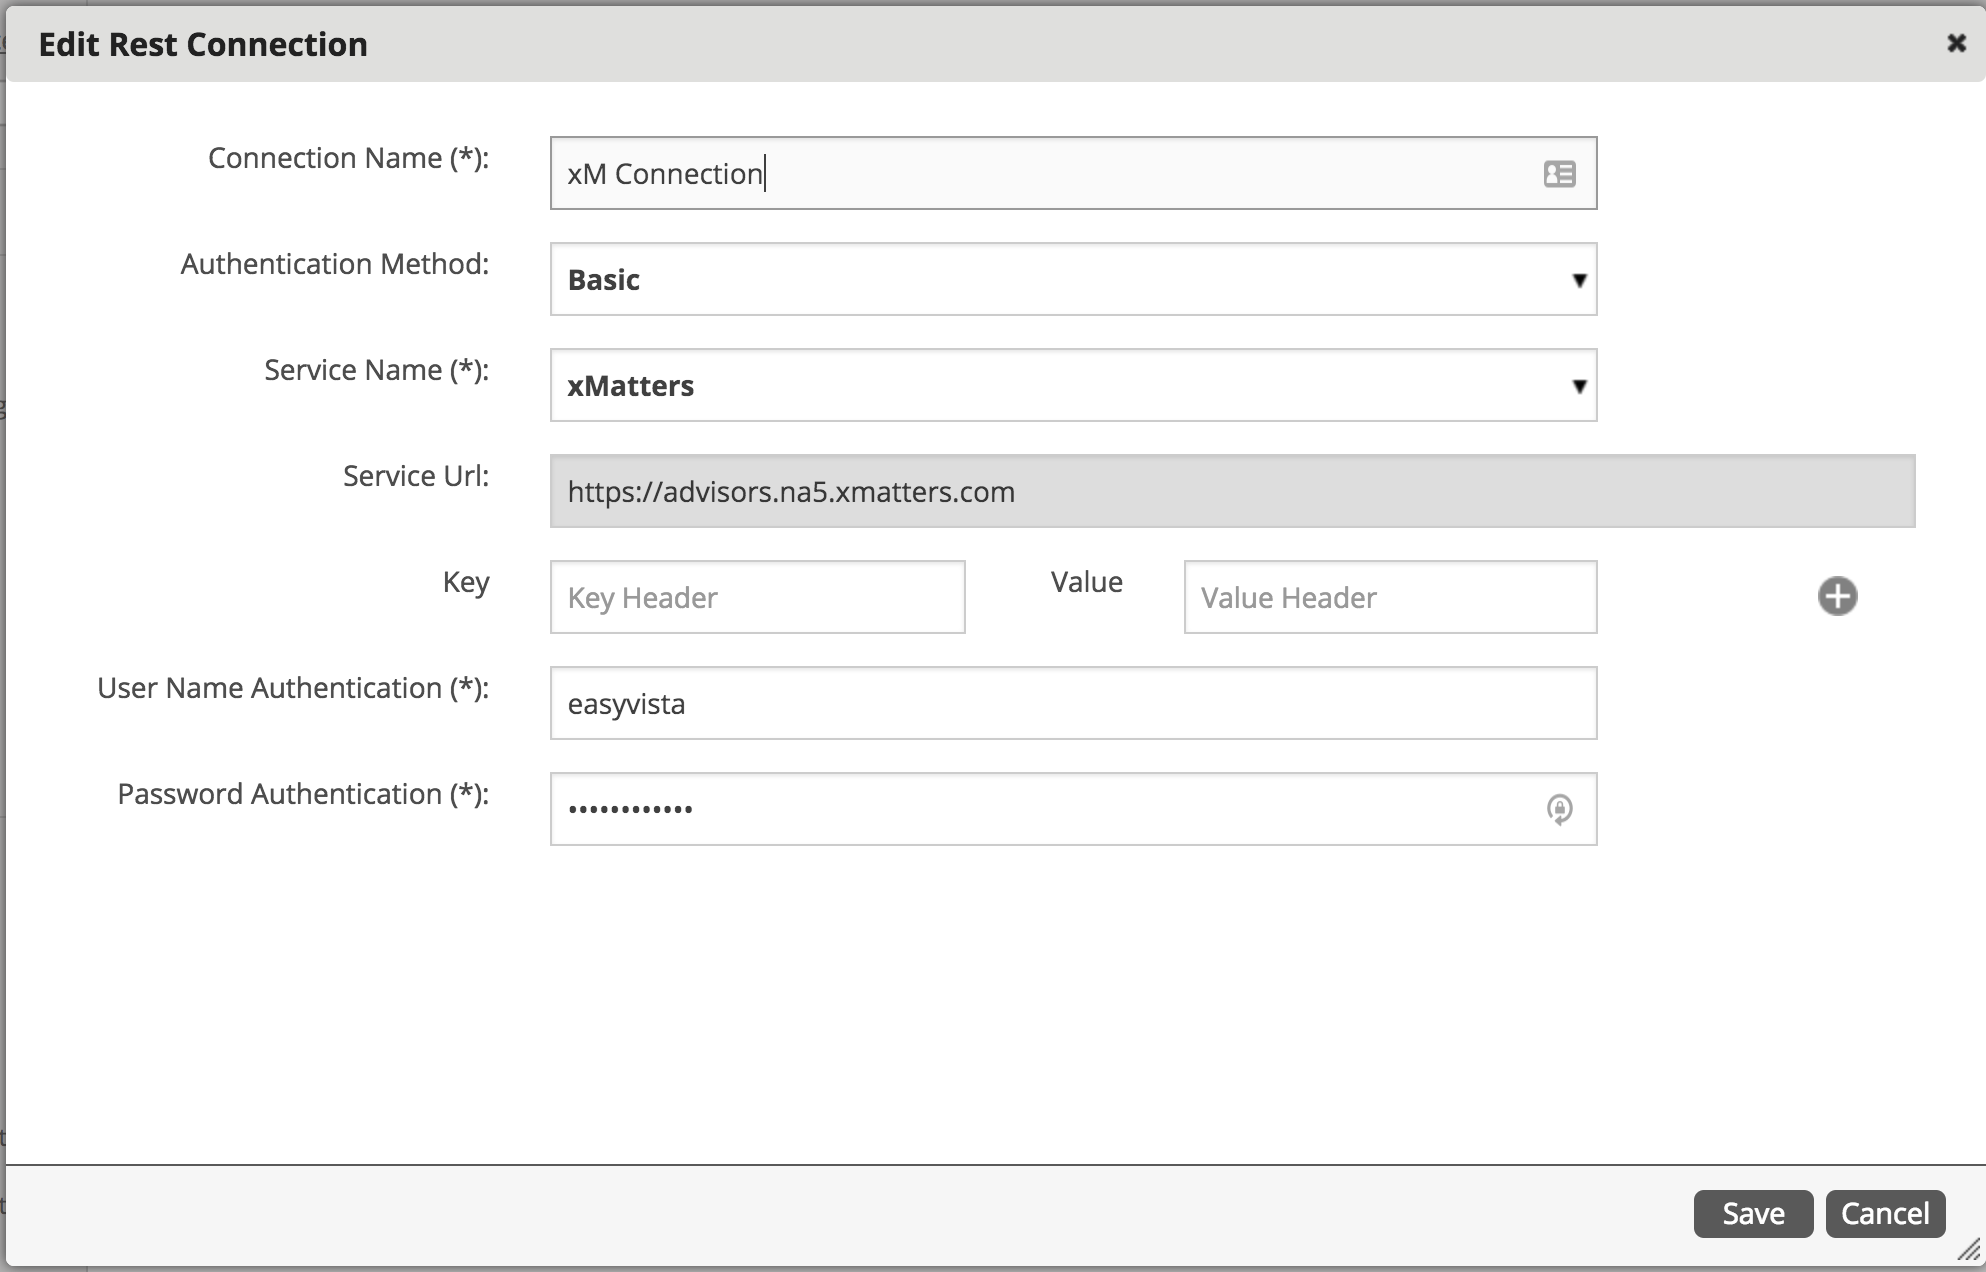 Edit Rest Connection
Connection Name (*): xM Connection
Authentication Method: Basic
Service Name (*): xMatters
Service Url: https://advisors.na5.xmatters.com
Key Key Header Value Value Header
User Name Authentication (*): easyvista
Password Authentication (*): ••••••••••••
Save Cancel